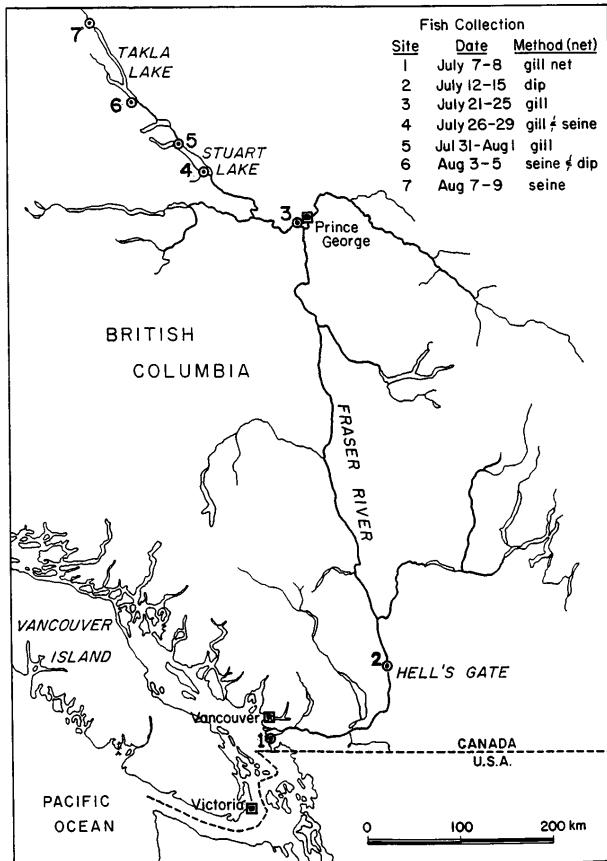 Fish Collection
Site Date Method (net)
1 July 7-8 gill net
2 July 12-15 dip
3 July 21-25 gill
4 July 26-29 gill & seine
5 Jul 31-Aug 1 gill
6 Aug 3-5 seine & dip
7 Aug 7-9 seine
7
TAKLA
LAKE
6
5
STUART
LAKE
4
3
Prince
George
BRITISH
COLUMBIA
FRASER RIVER
VANCOUVER
ISLAND
2
HELL'S GATE
Vancouver
1
CANADA
U.S.A.
Victoria
PACIFIC
OCEAN
0 100 200 km